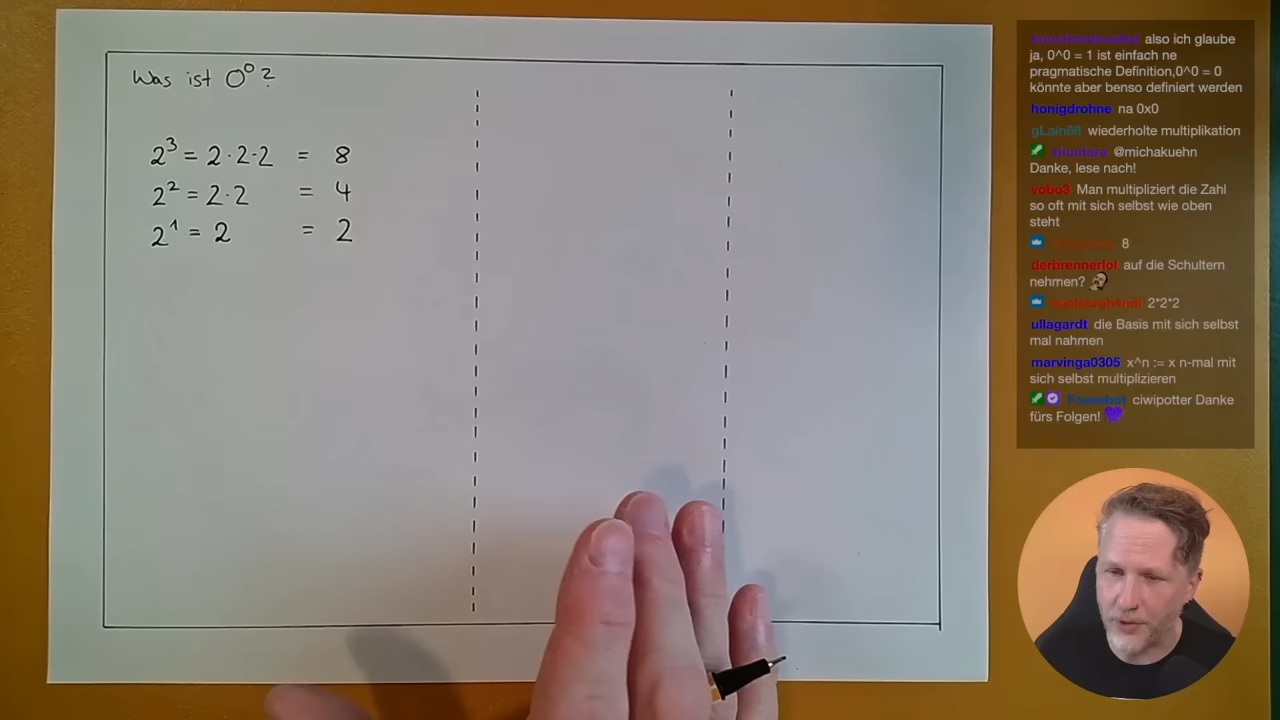 Was ist 0⁰?
2³ = 2·2·2 = 8
2² = 2·2 = 4
2¹ = 2 = 2
also ich glaube
ja, 0^0 = 1 ist einfach ne
pragmatische Definition,0^0 = 0
könnte aber benso definiert werden
honigdrohne na 0x0
gLain88 wiederholte multiplikation
xhuntara @michakuehn
Danke, lese nach!
vobo3 Man multipliziert die Zahl
so oft mit sich selbst wie oben
steht
8
derbrennerlol auf die Schultern
nehmen?
2*2*2
ullagardt die Basis mit sich selbst
mal nahmen
marvinga0305 x^n := x n-mal mit
sich selbst multiplizieren
ciwipotter Danke
fürs Folgen!